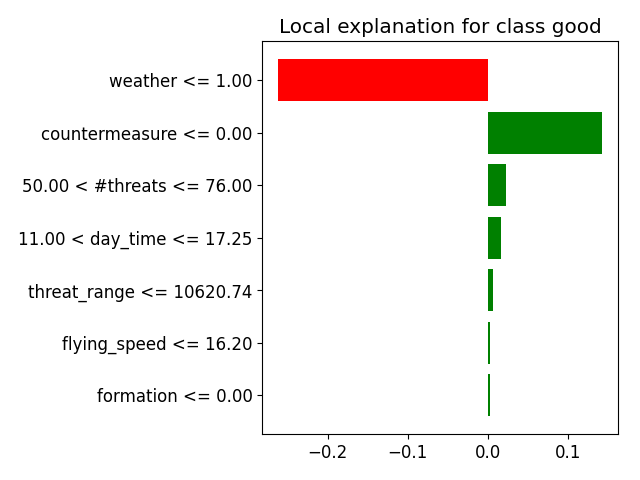 Local explanation for class good
weather <= 1.00
countermeasure <= 0.00
50.00 < #threats <= 76.00
11.00 < day_time <= 17.25
threat_range <= 10620.74
flying_speed <= 16.20
formation <= 0.00
−0.2 −0.1 0.0 0.1